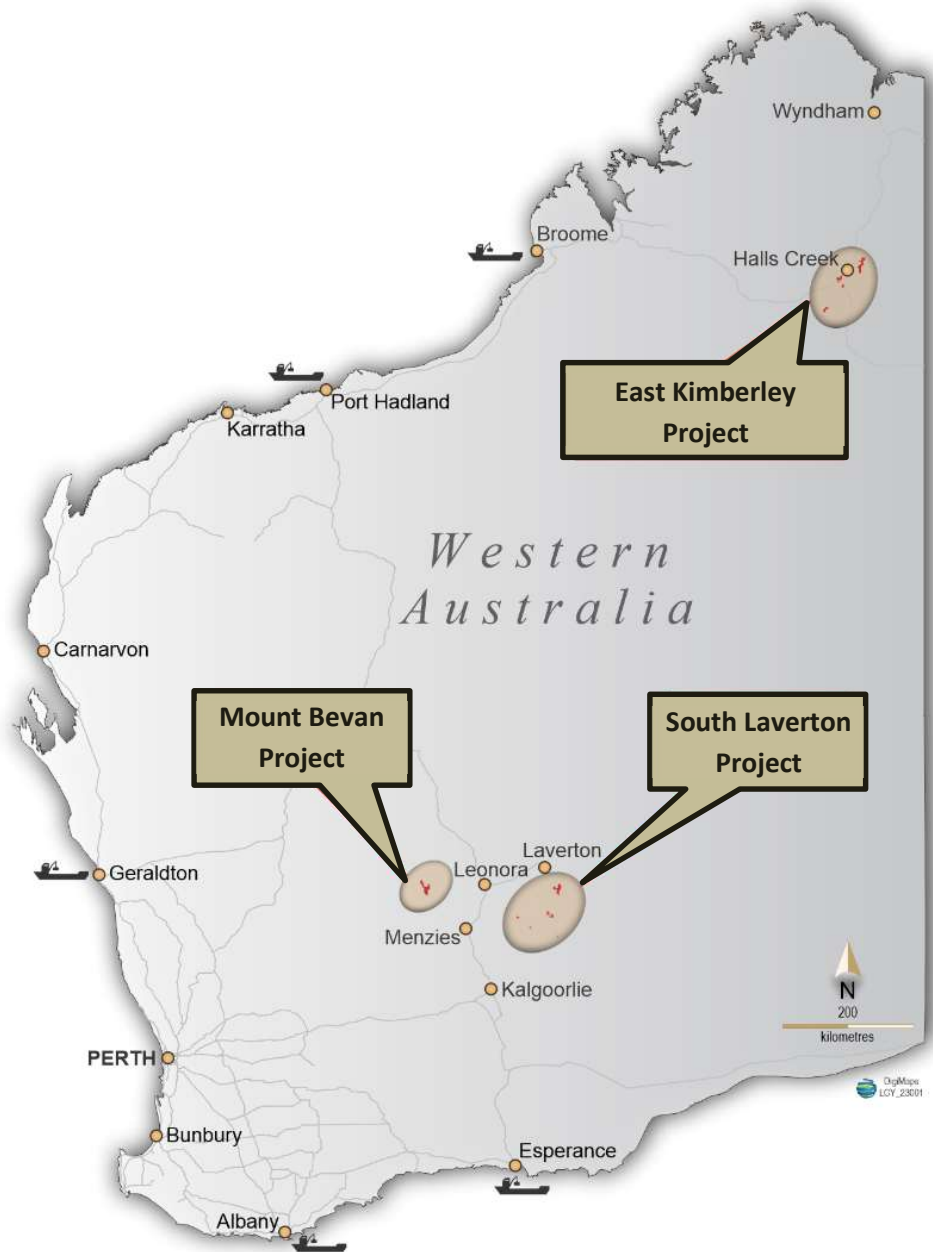 Wyndham
Broome
Halls Creek
East Kimberley
Project
Port Hadland
Karratha
Western
Australia
Carnarvon
Mount Bevan
Project
South Laverton
Project
Laverton
Leonora
Geraldton
Menzies
Kalgoorlie
N
200
kilometres
PERTH
DigiMaps
LCY_23001
Bunbury
Esperance
Albany